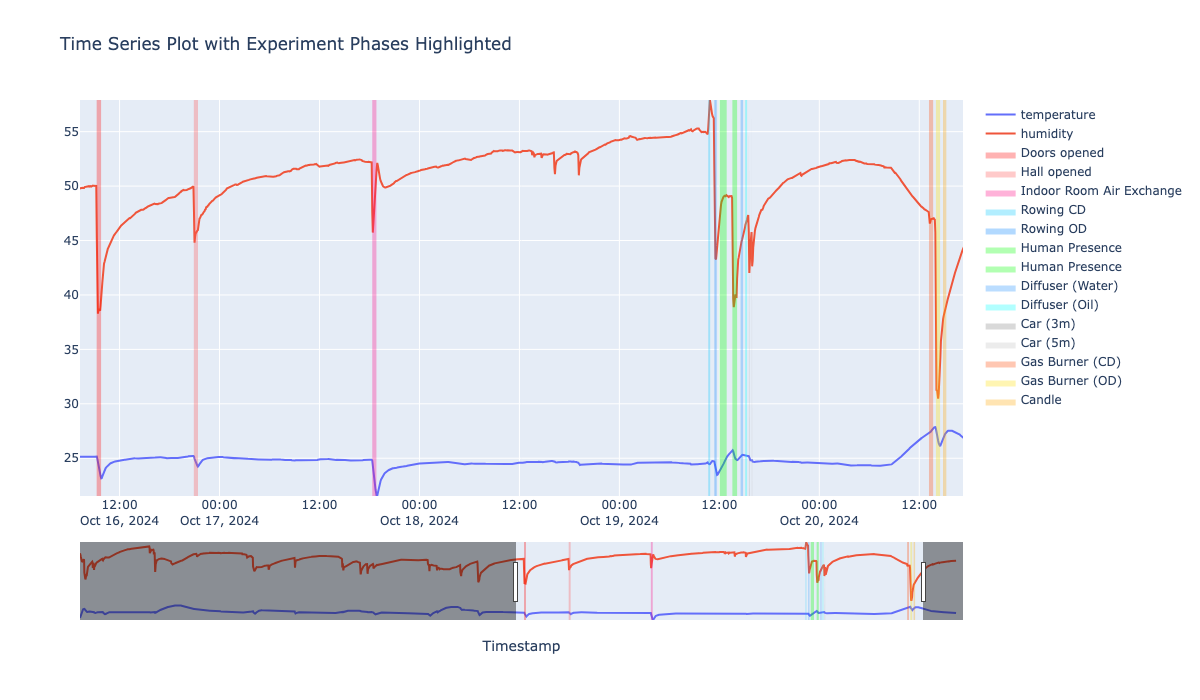 Time Series Plot with Experiment Phases Highlighted
55
50
45
40
35
30
25
12:00
Oct 16, 2024
00:00
Oct 17, 2024
12:00
00:00
Oct 18, 2024
12:00
00:00
Oct 19, 2024
12:00
00:00
Oct 20, 2024
12:00
Timestamp
temperature
humidity
Doors opened
Hall opened
Indoor Room Air Exchange
Rowing CD
Rowing OD
Human Presence
Human Presence
Diffuser (Water)
Diffuser (Oil)
Car (3m)
Car (5m)
Gas Burner (CD)
Gas Burner (OD)
Candle